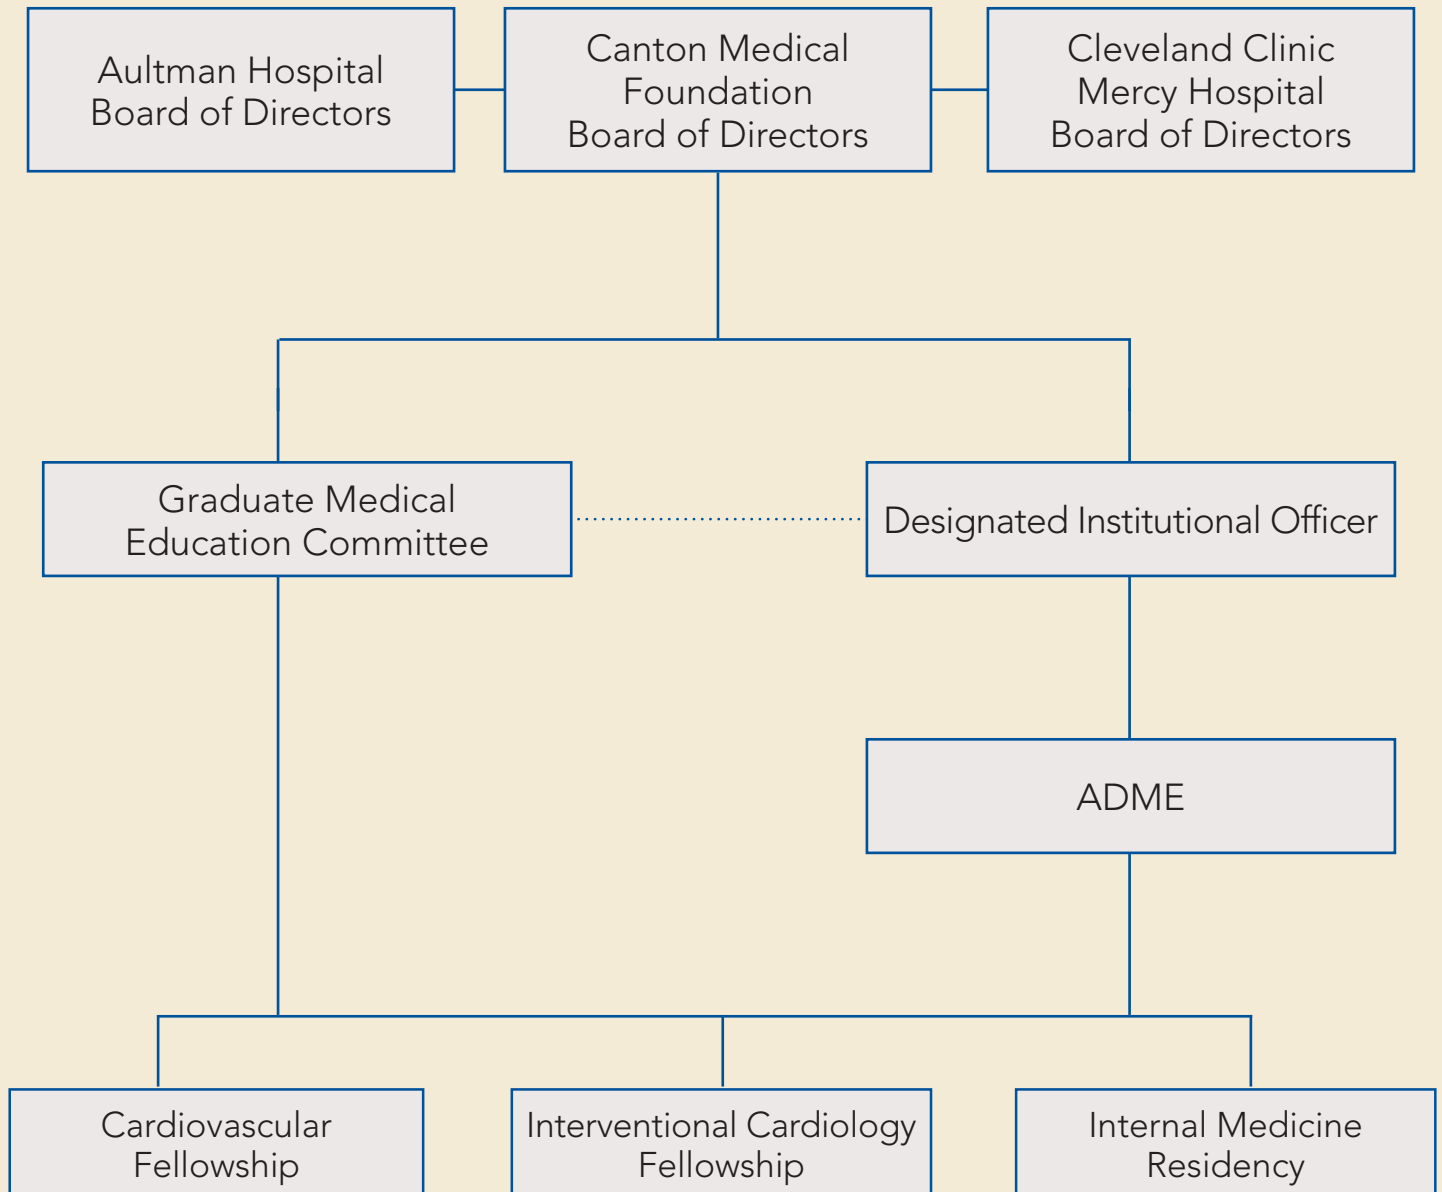 Aultman Hospital
Board of Directors
Canton Medical
Foundation
Board of Directors
Cleveland Clinic
Mercy Hospital
Board of Directors
Graduate Medical
Education Committee
Designated Institutional Officer
ADME
Cardiovascular
Fellowship
Interventional Cardiology
Fellowship
Internal Medicine
Residency